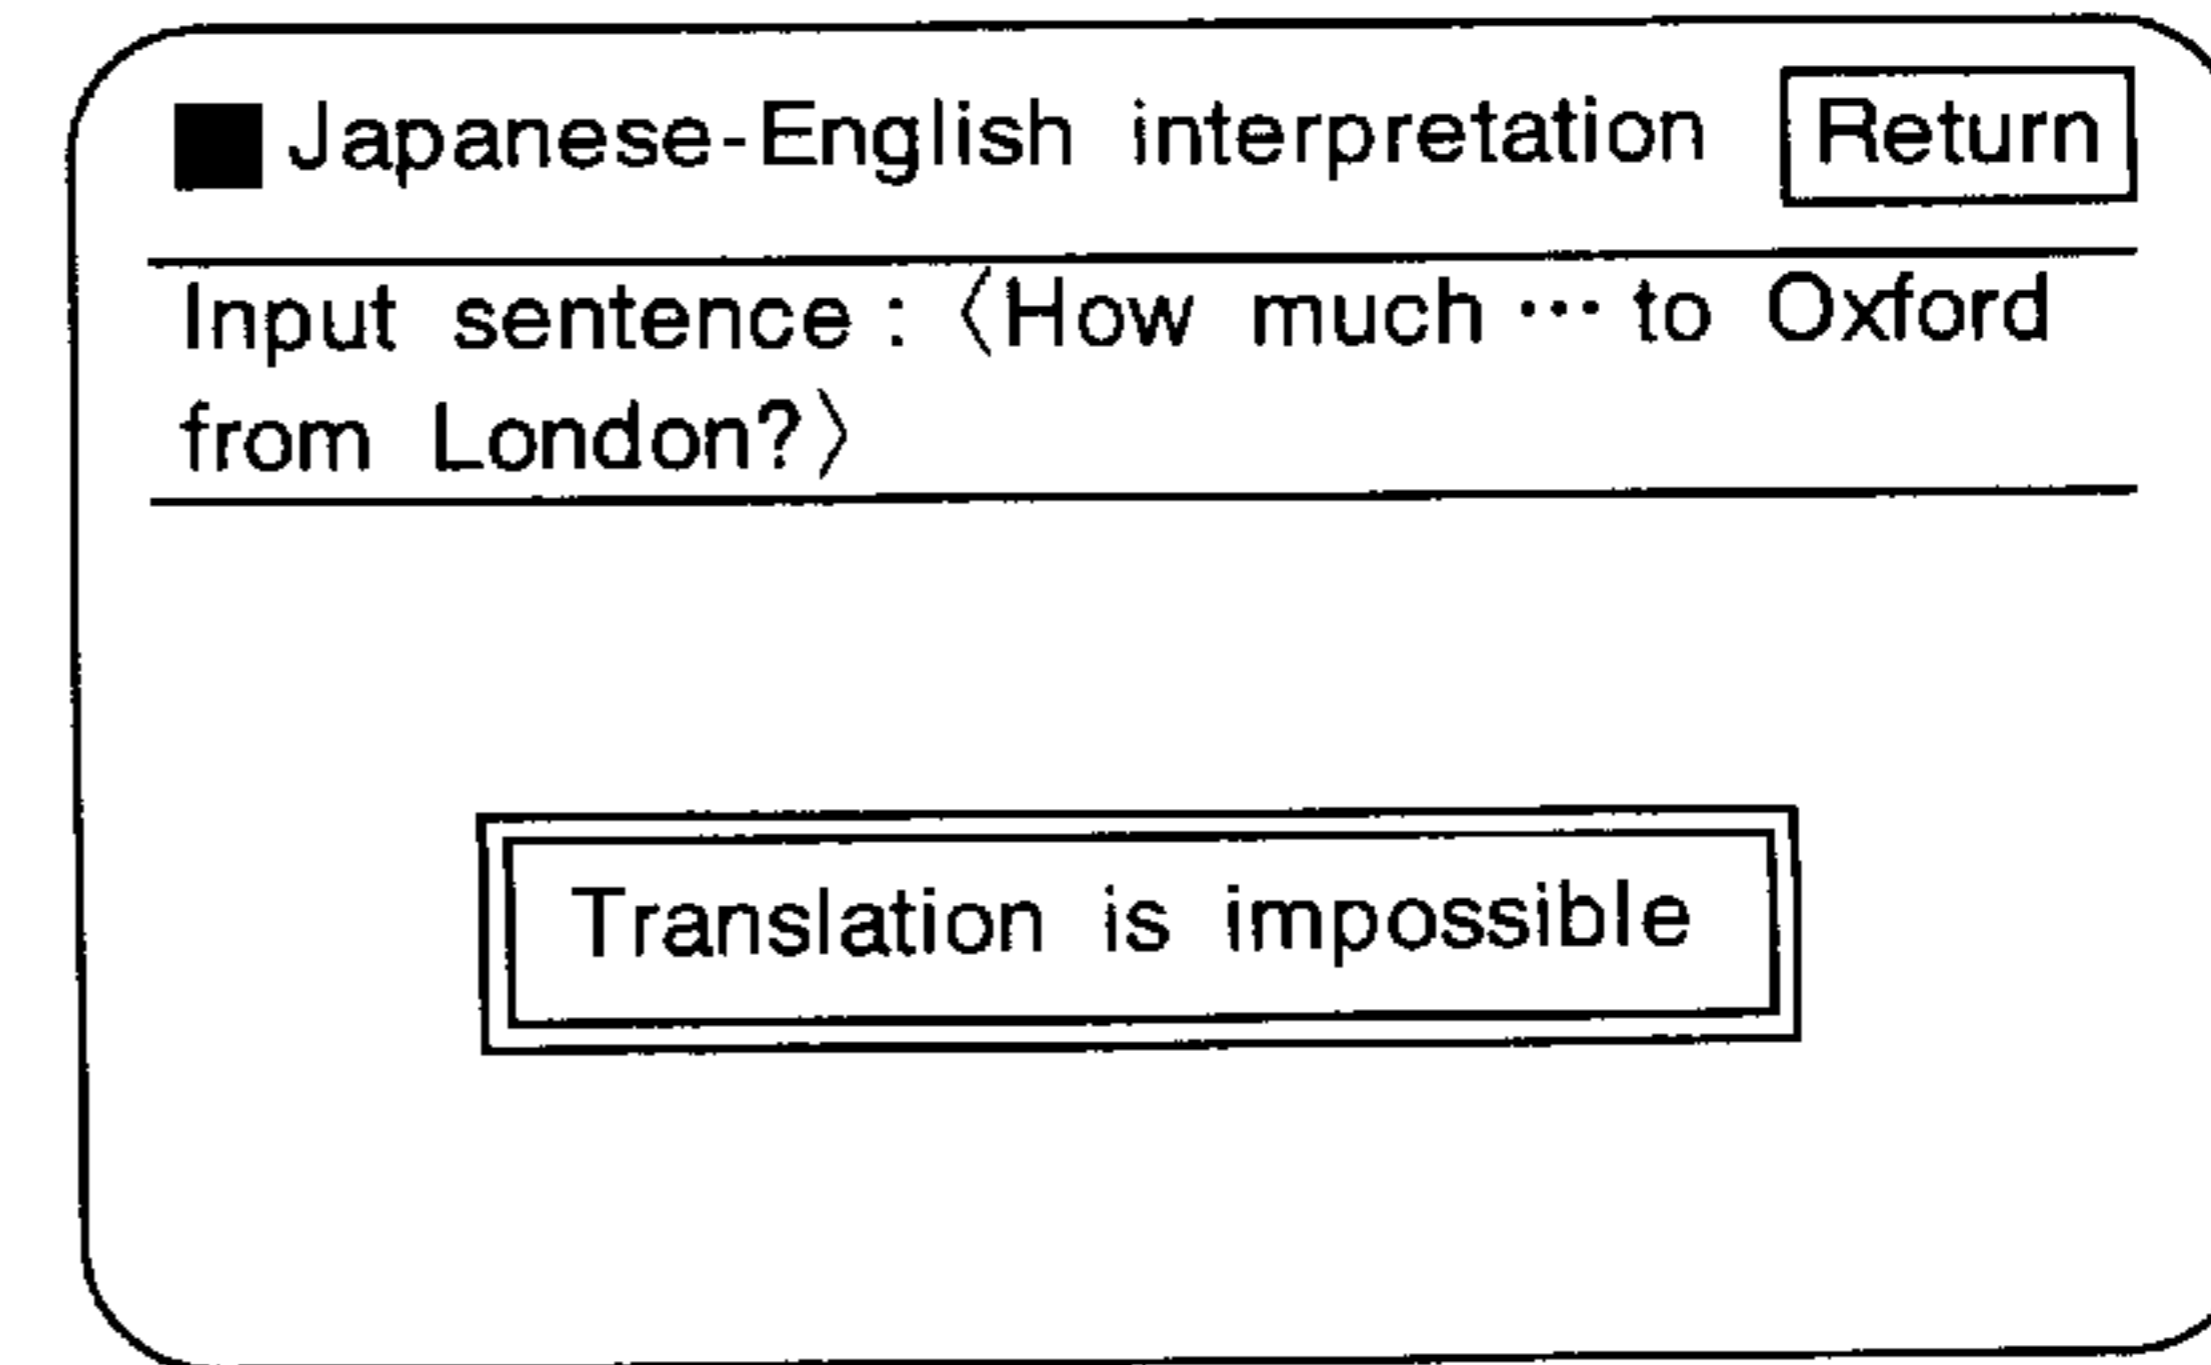 ■Japanese-English interpretation Return
Input sentence : 〈How much ··· to Oxford
from London?〉
Translation is impossible